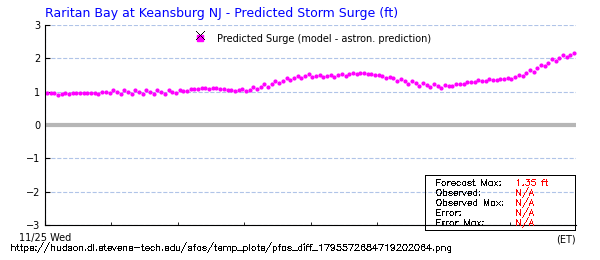 Raritan Bay at Keansburg NJ - Predicted Storm Surge (ft)
3
Predicted Surge (model - astron. prediction)
2
1
0
−1
−2
−3
Forecast Max: 1.35 ft
Observed: N/A
Observed Max: N/A
Error: N/A
Error Max: N/A
11/25 Wed
(ET)
https://hudson.dl.stevens-tech.edu/sfas/temp_plots/pfas_diff_1795572684719202064.png